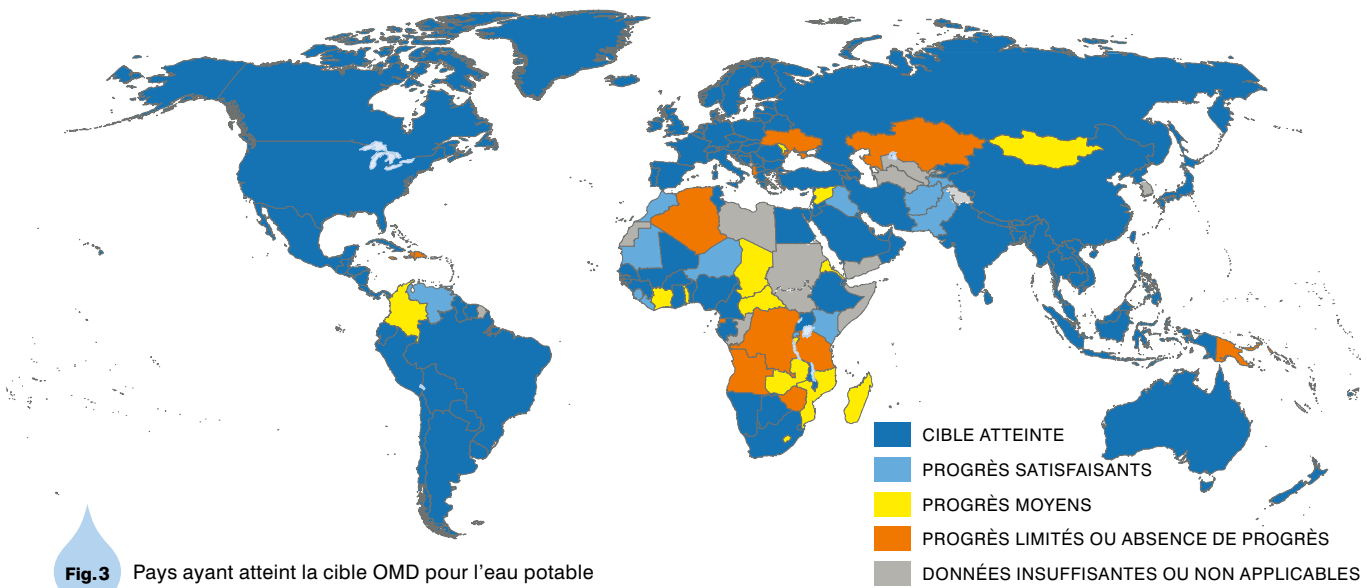 CIBLE ATTEINTE
PROGRÈS SATISFAISANTS
PROGRÈS MOYENS
PROGRÈS LIMITÉS OU ABSENCE DE PROGRÈS
DONNÉES INSUFFISANTES OU NON APPLICABLES
Fig.3 Pays ayant atteint la cible OMD pour l'eau potable